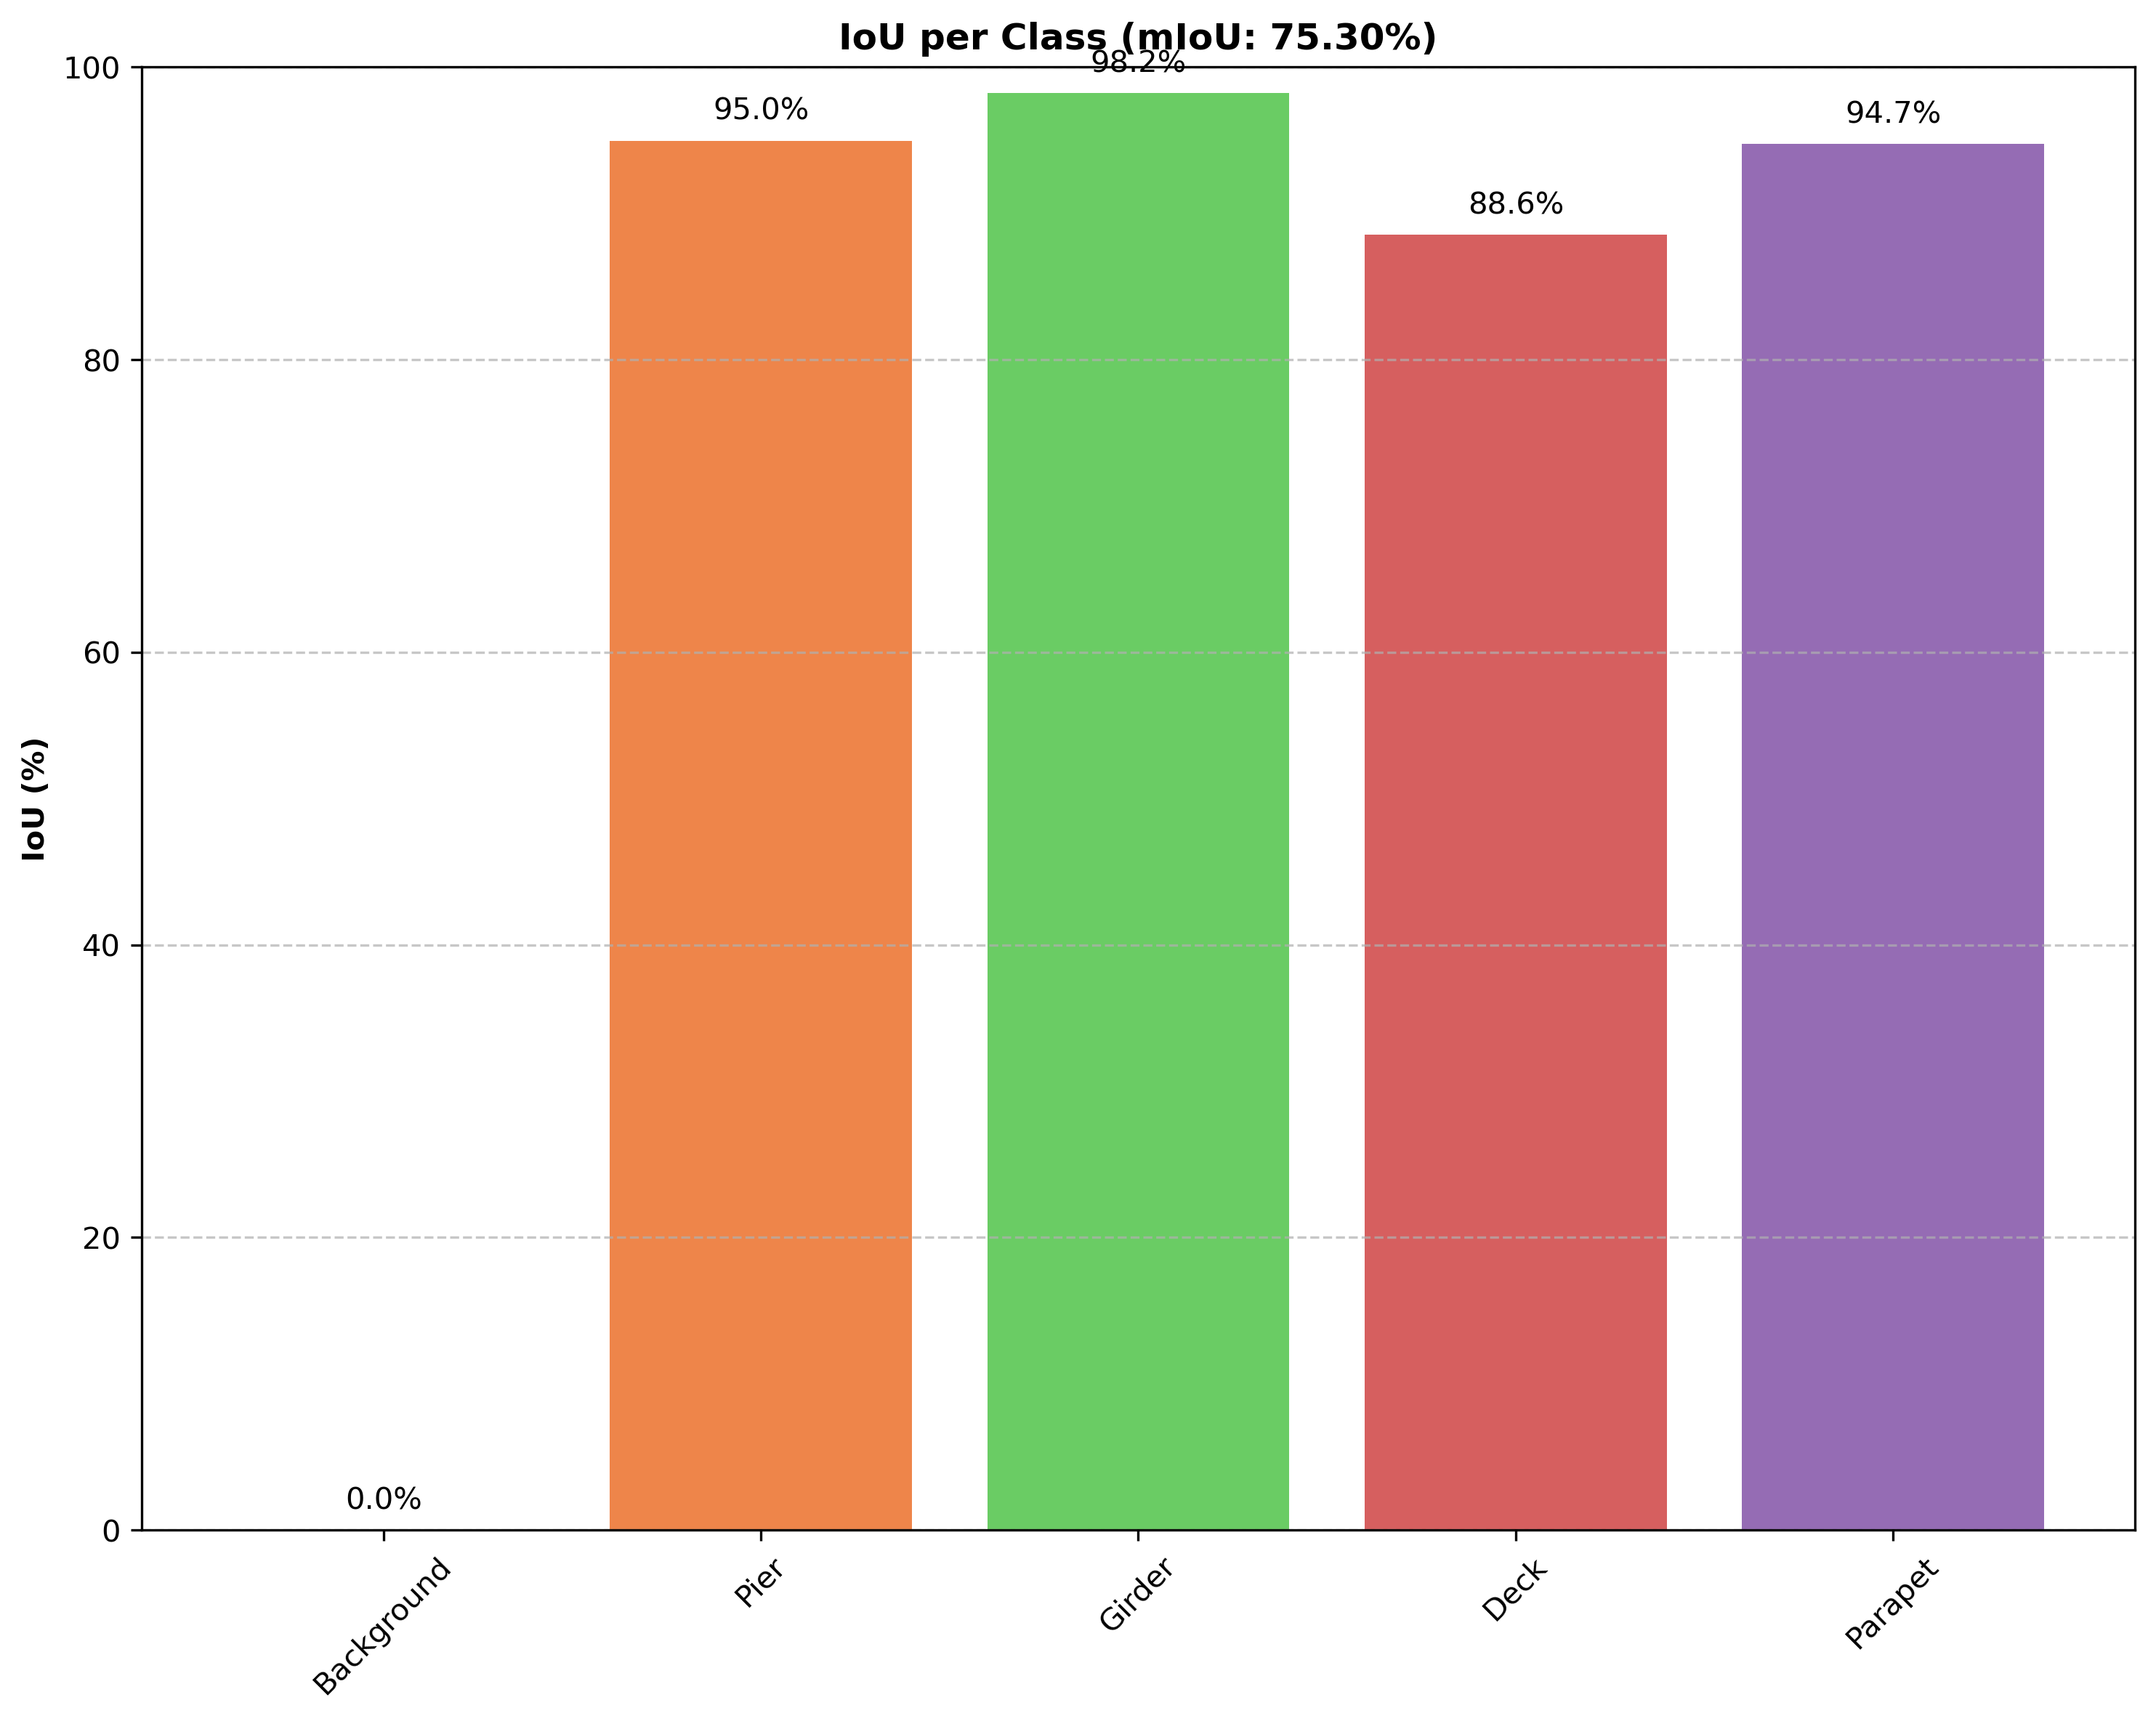 IoU per Class (mIoU: 75.30%)
98.2%
100
95.0%
94.7%
88.6%
80
60
IoU (%)
40
20
0.0%
0
Background
Pier
Girder
Deck
Parapet